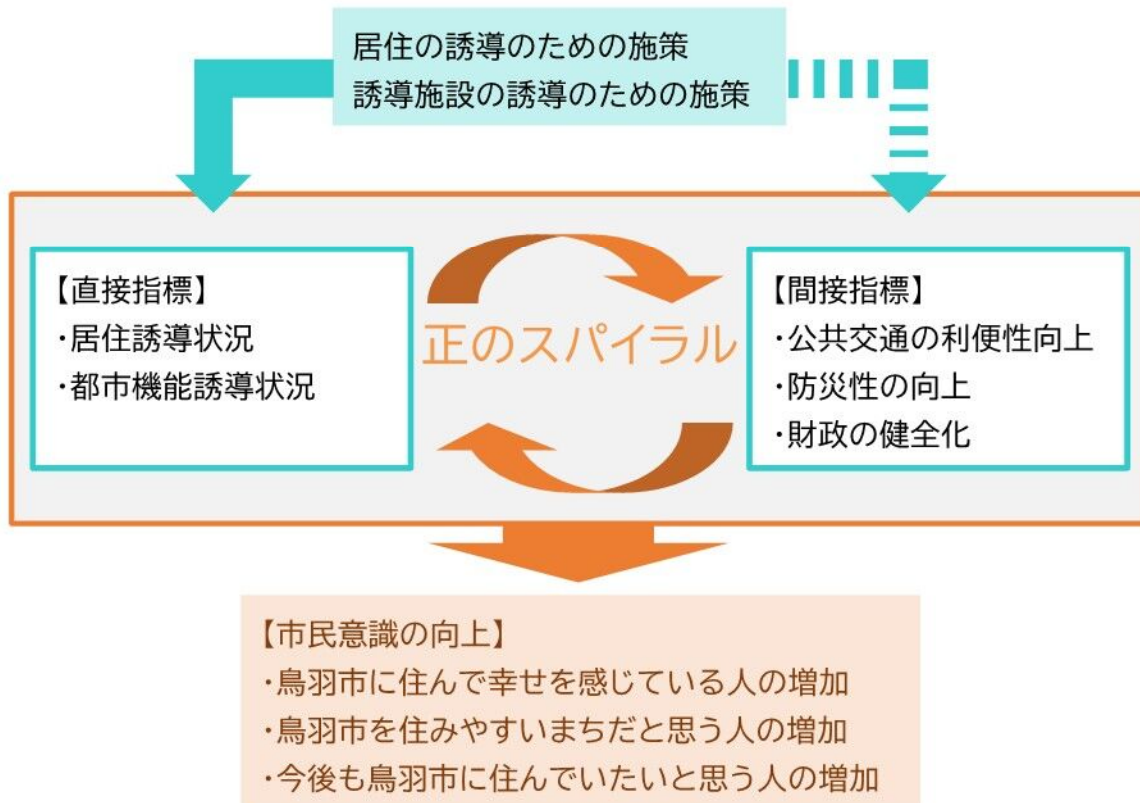 居住の誘導のための施策
誘導施設の誘導のための施策
【直接指標】
・居住誘導状況
・都市機能誘導状況
正のスパイラル
【間接指標】
・公共交通の利便性向上
・防災性の向上
・財政の健全化
【市民意識の向上】
・鳥羽市に住んで幸せを感じている人の増加
・鳥羽市を住みやすいまちだと思う人の増加
・今後も鳥羽市に住んでいたいと思う人の増加